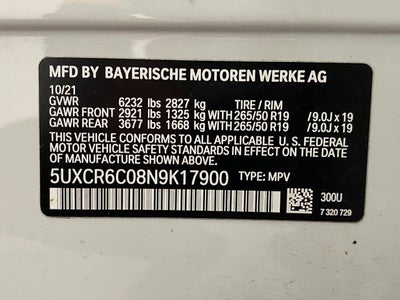 MFD BY BAYERISCHE MOTOREN WERKE AG
10/21
GVWR 6232 lbs 2827 kg TIRE / RIM
GAWR FRONT 2921 lbs 1325 kg WITH 265/50 R19 /9.0J x 19
GAWR REAR 3677 lbs 1668 kg WITH 265/50 R19 /9.0J x 19
THIS VEHICLE CONFORMS TO ALL APPLICABLE U.S. FEDERAL
MOTOR VEHICLE SAFETY STANDARDS IN EFFECT ON THE DATE OF
MANUFACTURE SHOWN ABOVE.
5UXCR6C08N9K17900 TYPE: MPV
300U
7 320 729